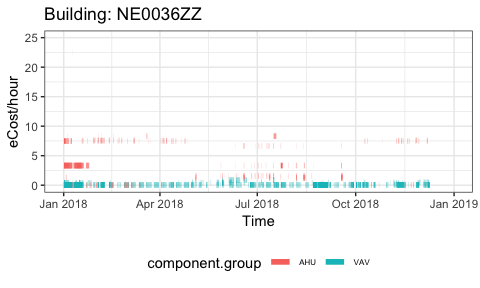 Building: NE0036ZZ
25
20
15
10
5
0
eCost/hour
Jan 2018 Apr 2018 Jul 2018 Oct 2018 Jan 2019
Time
component.group AHU VAV